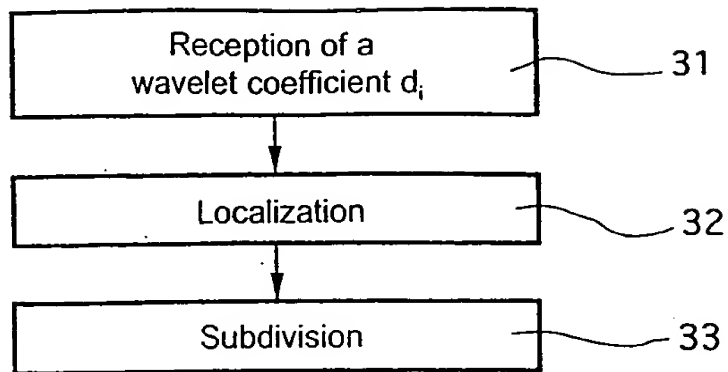 Reception of a
wavelet coefficient dᵢ
31
Localization
32
Subdivision
33